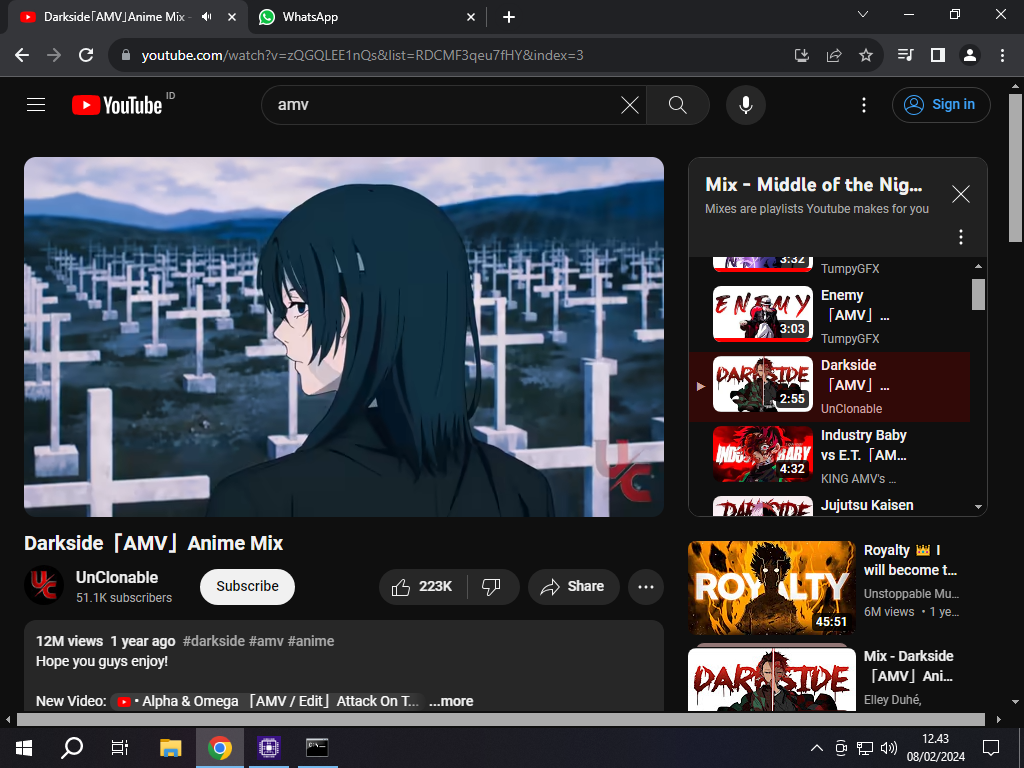 Darkside「AMV」Anime Mix -
WhatsApp
youtube.com/watch?v=zQGQLEE1nQs&list=RDCMF3qeu7fHY&index=3
YouTube ID
amv
Sign in
UC
Darkside「AMV」Anime Mix
UC
UnClonable
51.1K subscribers
Subscribe
223K
Share
12M views 1 year ago #darkside #amv #anime
Hope you guys enjoy!
New Video: • Alpha & Omega 「AMV / Edit」Attack On T... ...more
Mix - Middle of the Nig...
Mixes are playlists Youtube makes for you
3:32
TumpyGFX
ENEMY
3:03
Enemy
「AMV」...
TumpyGFX
DARKSIDE
2:55
Darkside
「AMV」...
UnClonable
INDUSTRY BABY
4:32
Industry Baby
vs E.T.「AM...
KING AMV's ...
DARKSIDE
Jujutsu Kaisen
ROYALTY
45:51
Royalty 👑 I
will become t...
Unstoppable Mu...
6M views • 1 ye...
DARKSIDE
Mix - Darkside
「AMV」Ani...
Elley Duhé,
12.43
08/02/2024